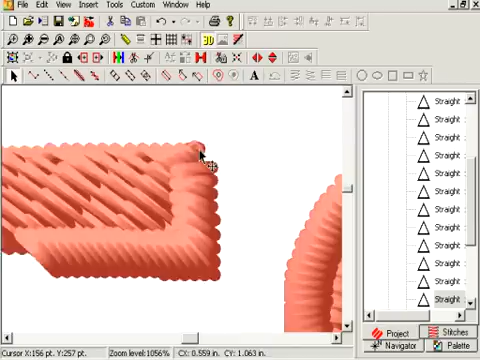 File Edit View Insert Tools Custom Window Help
3D
A
Straight
Straight
Straight
Straight
Straight
Straight
Straight
Straight
Straight
Straight
Straight
Straight
Project Stitches
Navigator Palette
Cursor X:156 pt. Y:257 pt. Zoom level:1056% CX: 0.559 in. CY: 1.063 in.